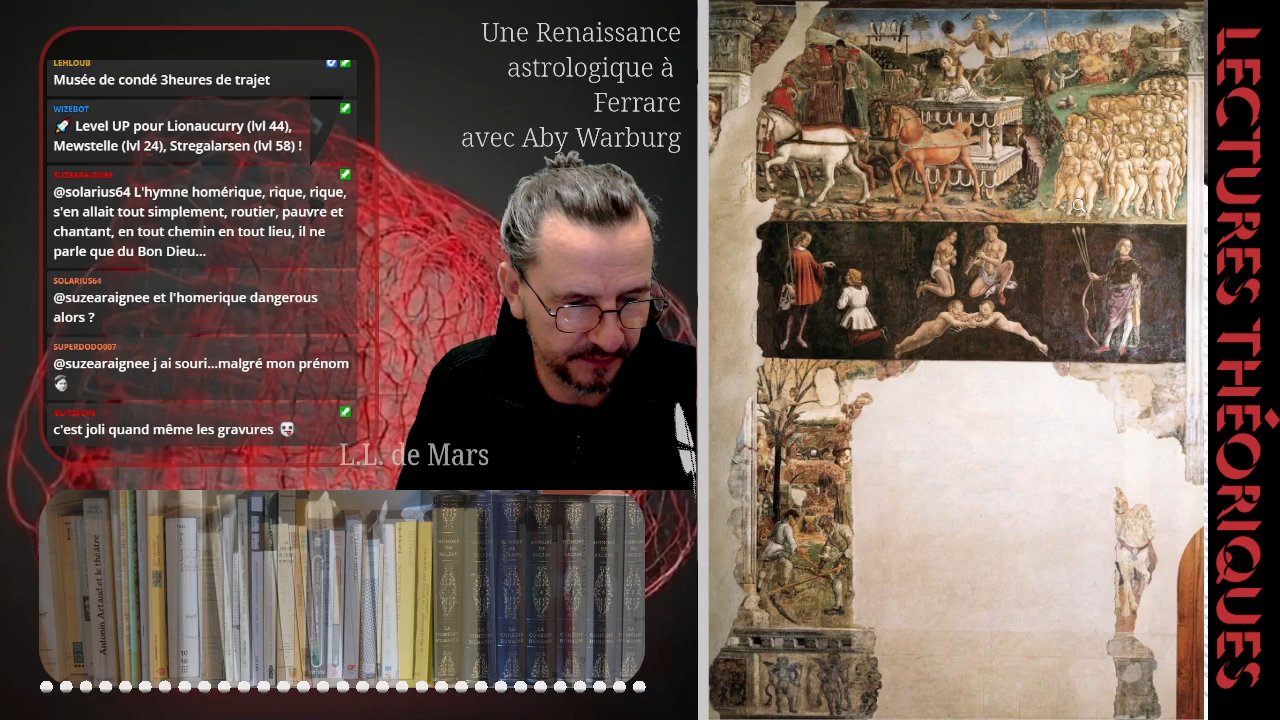 LEHLOUB
Musée de condé 3heures de trajet
WIZEBOT
🚀 Level UP pour Lionaucurry (lvl 44),
Mewstelle (lvl 24), Stregalarsen (lvl 58) !
SUZEARAIGNEE
@solarius64 L'hymne homérique, rique, rique,
s'en allait tout simplement, routier, pauvre et
chantant, en tout chemin en tout lieu, il ne
parle que du Bon Dieu...
SOLARIUS64
@suzearaignee et l'homerique dangerous
alors ?
SUPERDODO007
@suzearaignee j ai souri...malgré mon prénom
c'est joli quand même les gravures
Une Renaissance
astrologique à
Ferrare
avec Aby Warburg
L.L. de Mars
Antonin Artaud et le théâtre
LECTURES THÉORIQUES